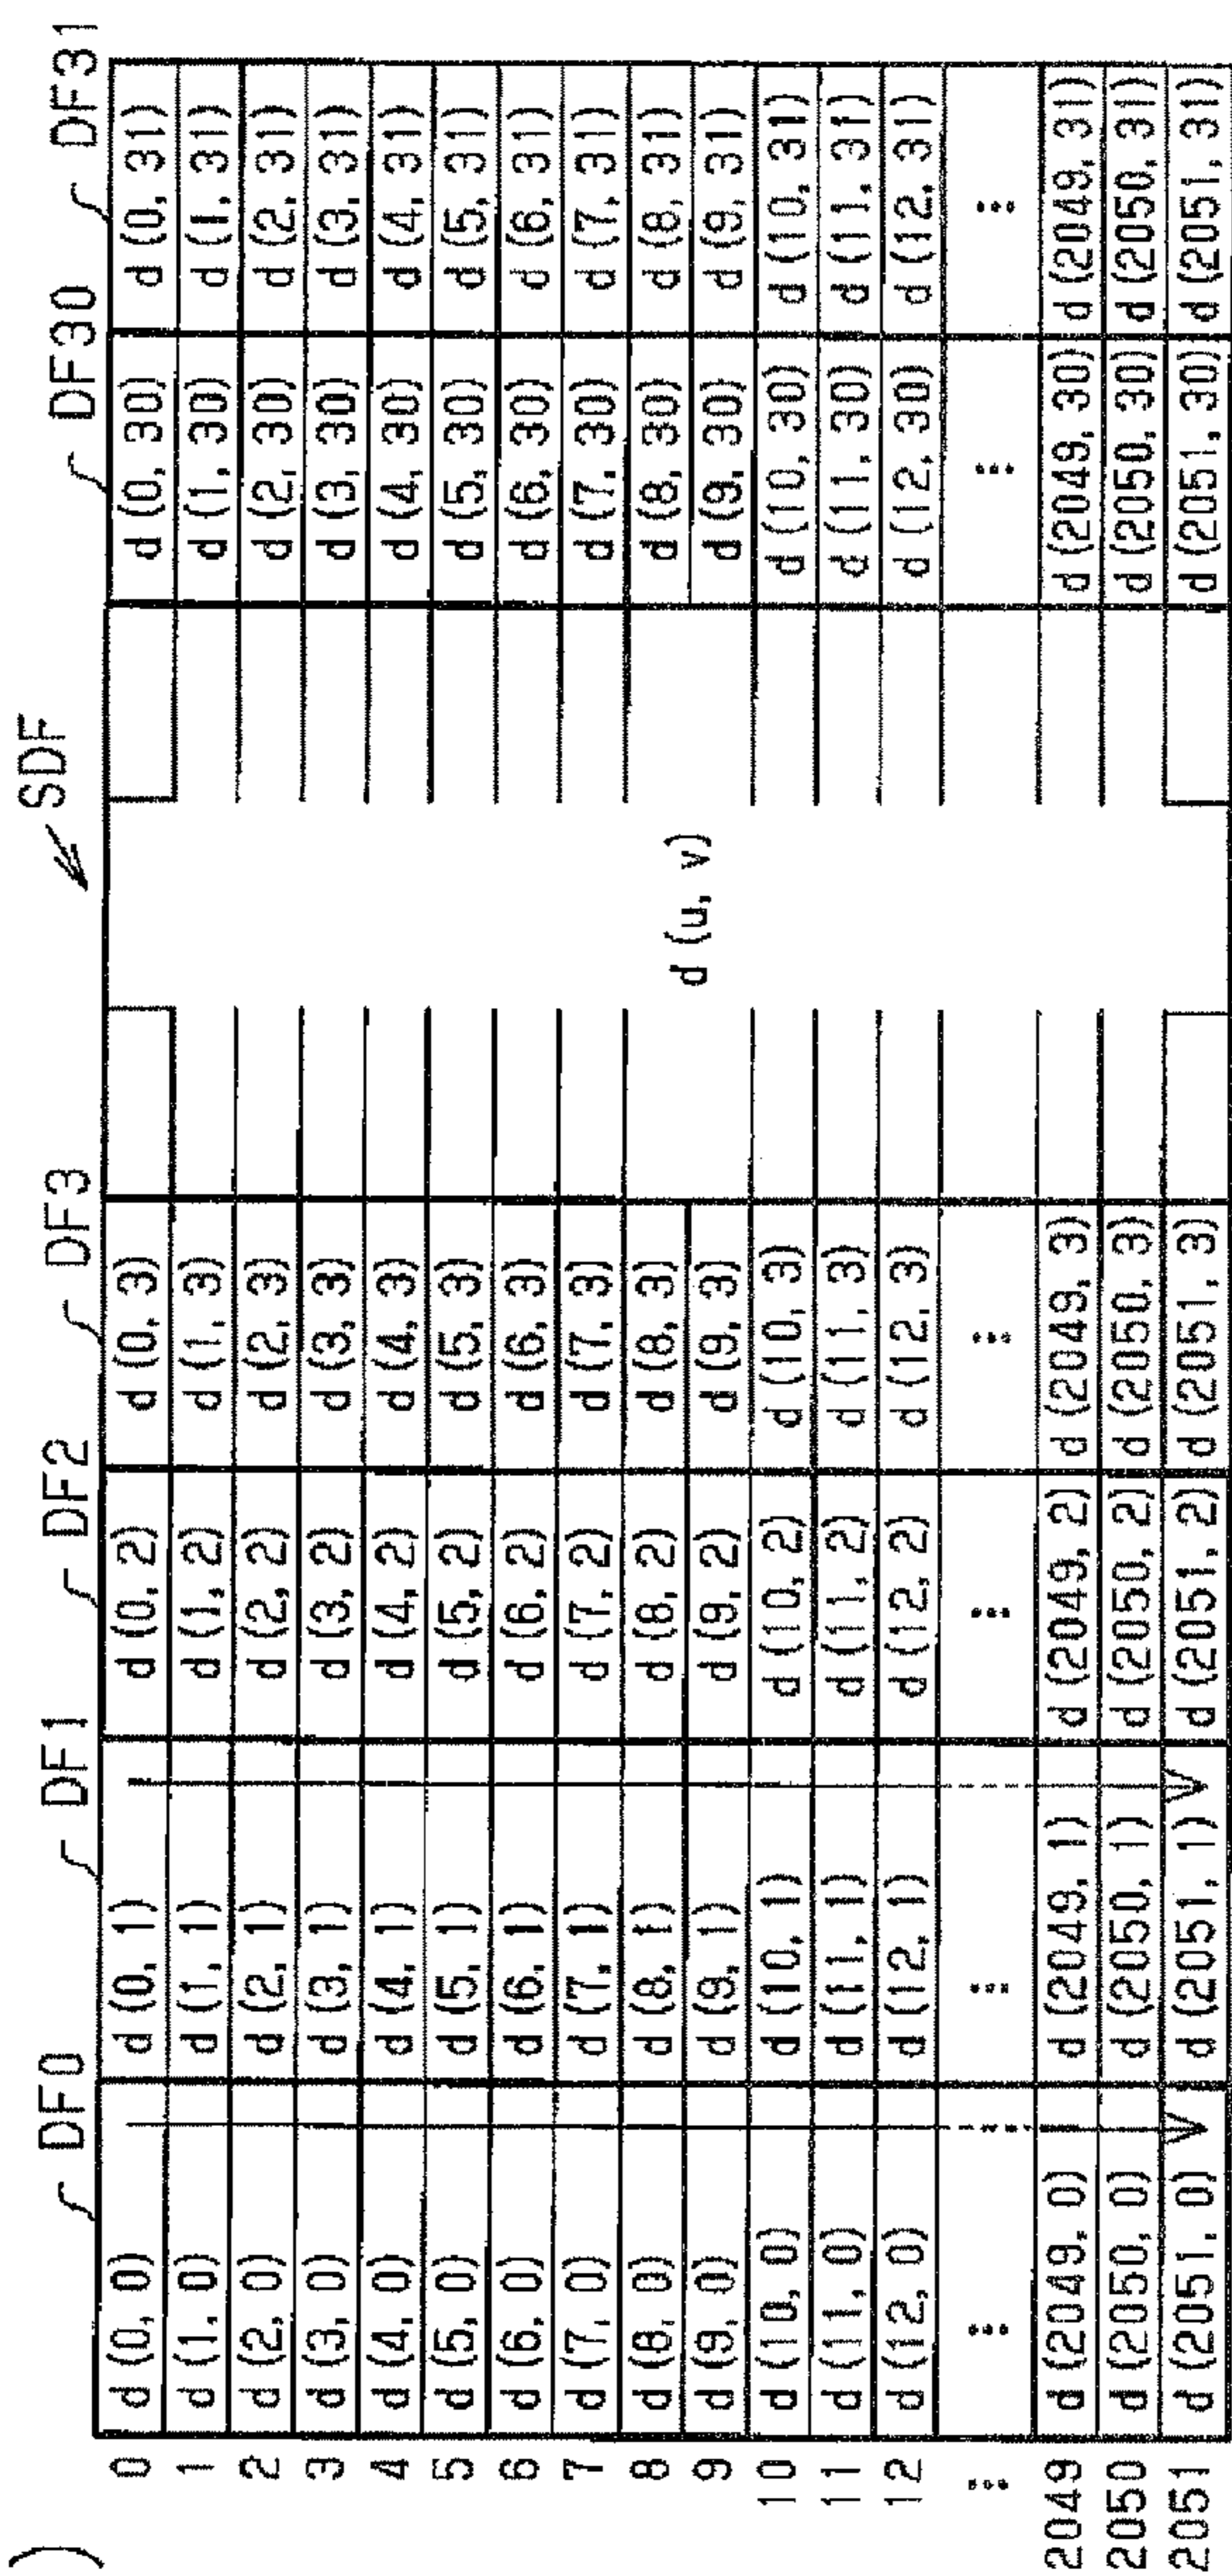 )
SDF
DF0 DF1 DF2 DF3 DF30 DF31
0 d (0, 0) d (0, 1) d (0, 2) d (0, 3) d (0, 30) d (0, 31)
1 d (1, 0) d (1, 1) d (1, 2) d (1, 3) d (1, 30) d (1, 31)
2 d (2, 0) d (2, 1) d (2, 2) d (2, 3) d (2, 30) d (2, 31)
3 d (3, 0) d (3, 1) d (3, 2) d (3, 3) d (3, 30) d (3, 31)
4 d (4, 0) d (4, 1) d (4, 2) d (4, 3) d (4, 30) d (4, 31)
5 d (5, 0) d (5, 1) d (5, 2) d (5, 3) d (5, 30) d (5, 31)
6 d (6, 0) d (6, 1) d (6, 2) d (6, 3) d (6, 30) d (6, 31)
7 d (7, 0) d (7, 1) d (7, 2) d (7, 3) d (7, 30) d (7, 31)
8 d (8, 0) d (8, 1) d (8, 2) d (8, 3) d (8, 30) d (8, 31)
d (u, v)
9 d (9, 0) d (9, 1) d (9, 2) d (9, 3) d (9, 30) d (9, 31)
10 d (10, 0) d (10, 1) d (10, 2) d (10, 3) d (10, 30) d (10, 31)
11 d (11, 0) d (11, 1) d (11, 2) d (11, 3) d (11, 30) d (11, 31)
12 d (12, 0) d (12, 1) d (12, 2) d (12, 3) d (12, 30) d (12, 31)
... ... ... ... ... ... ...
2049 d (2049, 0) d (2049, 1) d (2049, 2) d (2049, 3) d (2049, 30) d (2049, 31)
2050 d (2050, 0) d (2050, 1) d (2050, 2) d (2050, 3) d (2050, 30) d (2050, 31)
2051 d (2051, 0) d (2051, 1) d (2051, 2) d (2051, 3) d (2051, 30) d (2051, 31)